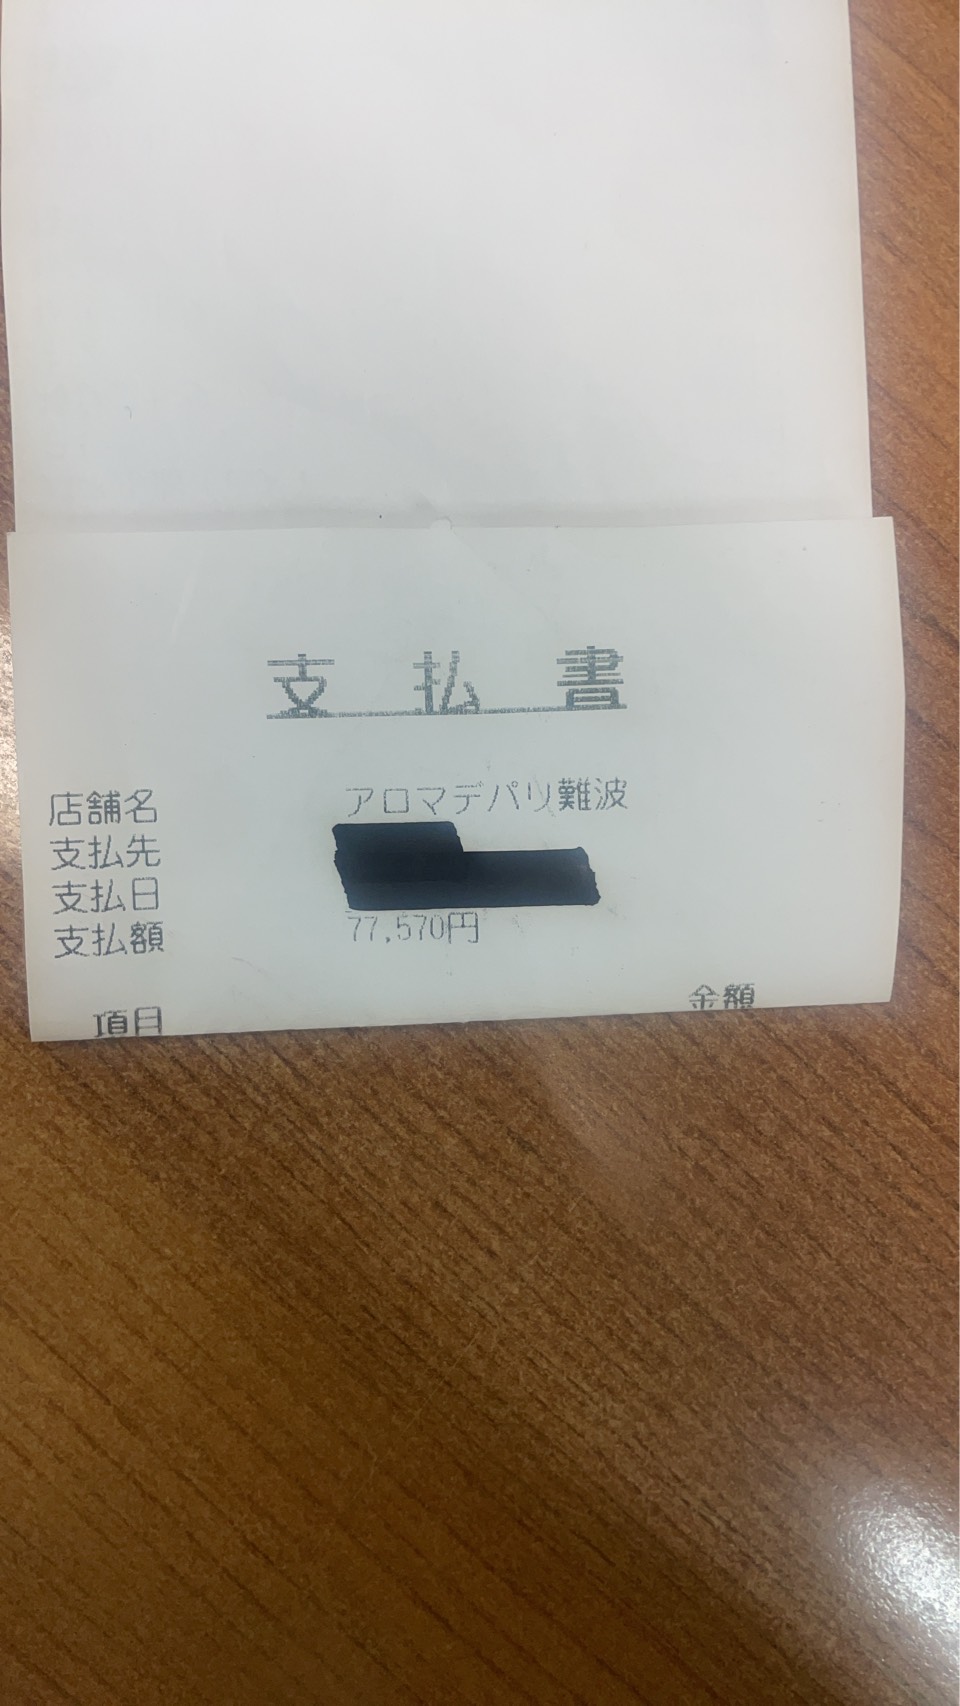 支払書
店舗名 アロマデパリ難波
支払先
支払日
支払額 77,570円
項目 金額